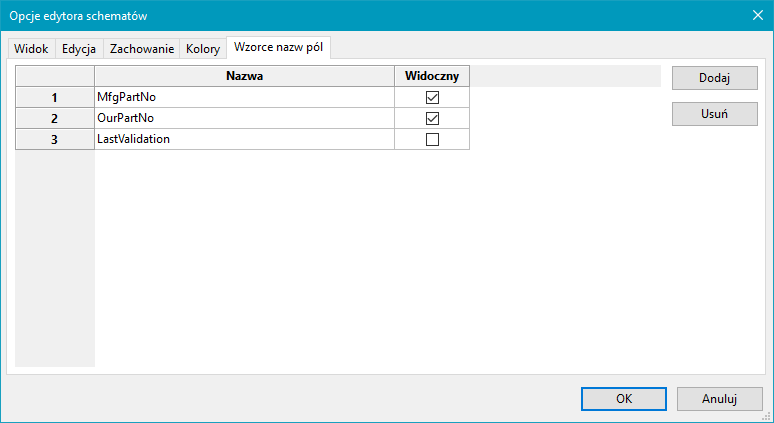 Opcje edytora schematów
Widok Edycja Zachowanie Kolory Wzorce nazw pól
Nazwa Widoczny Dodaj
1 MfgPartNo
2 OurPartNo Usuń
3 LastValidation
OK Anuluj